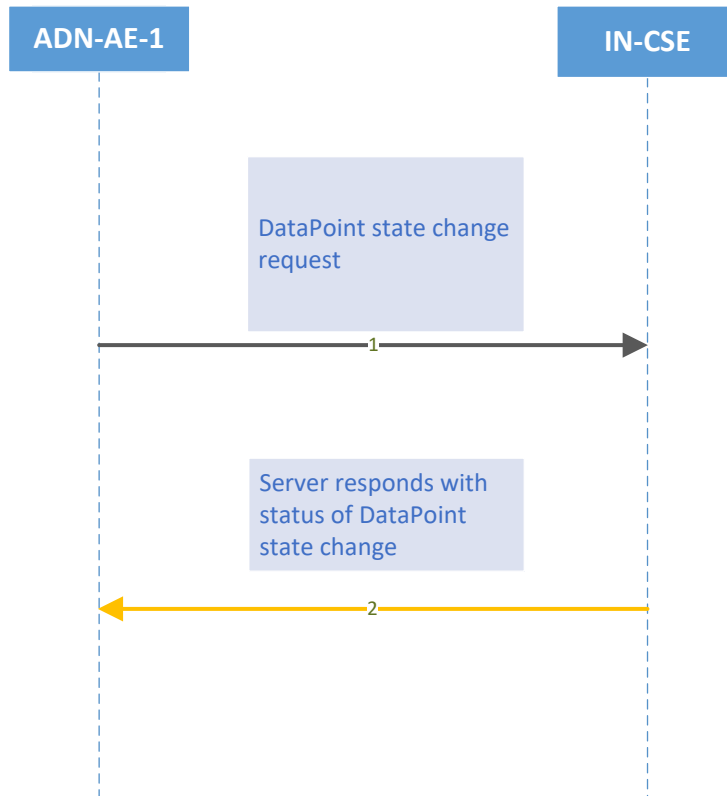 ADN-AE-1
IN-CSE
DataPoint state change
request
1
Server responds with
status of DataPoint
state change
2